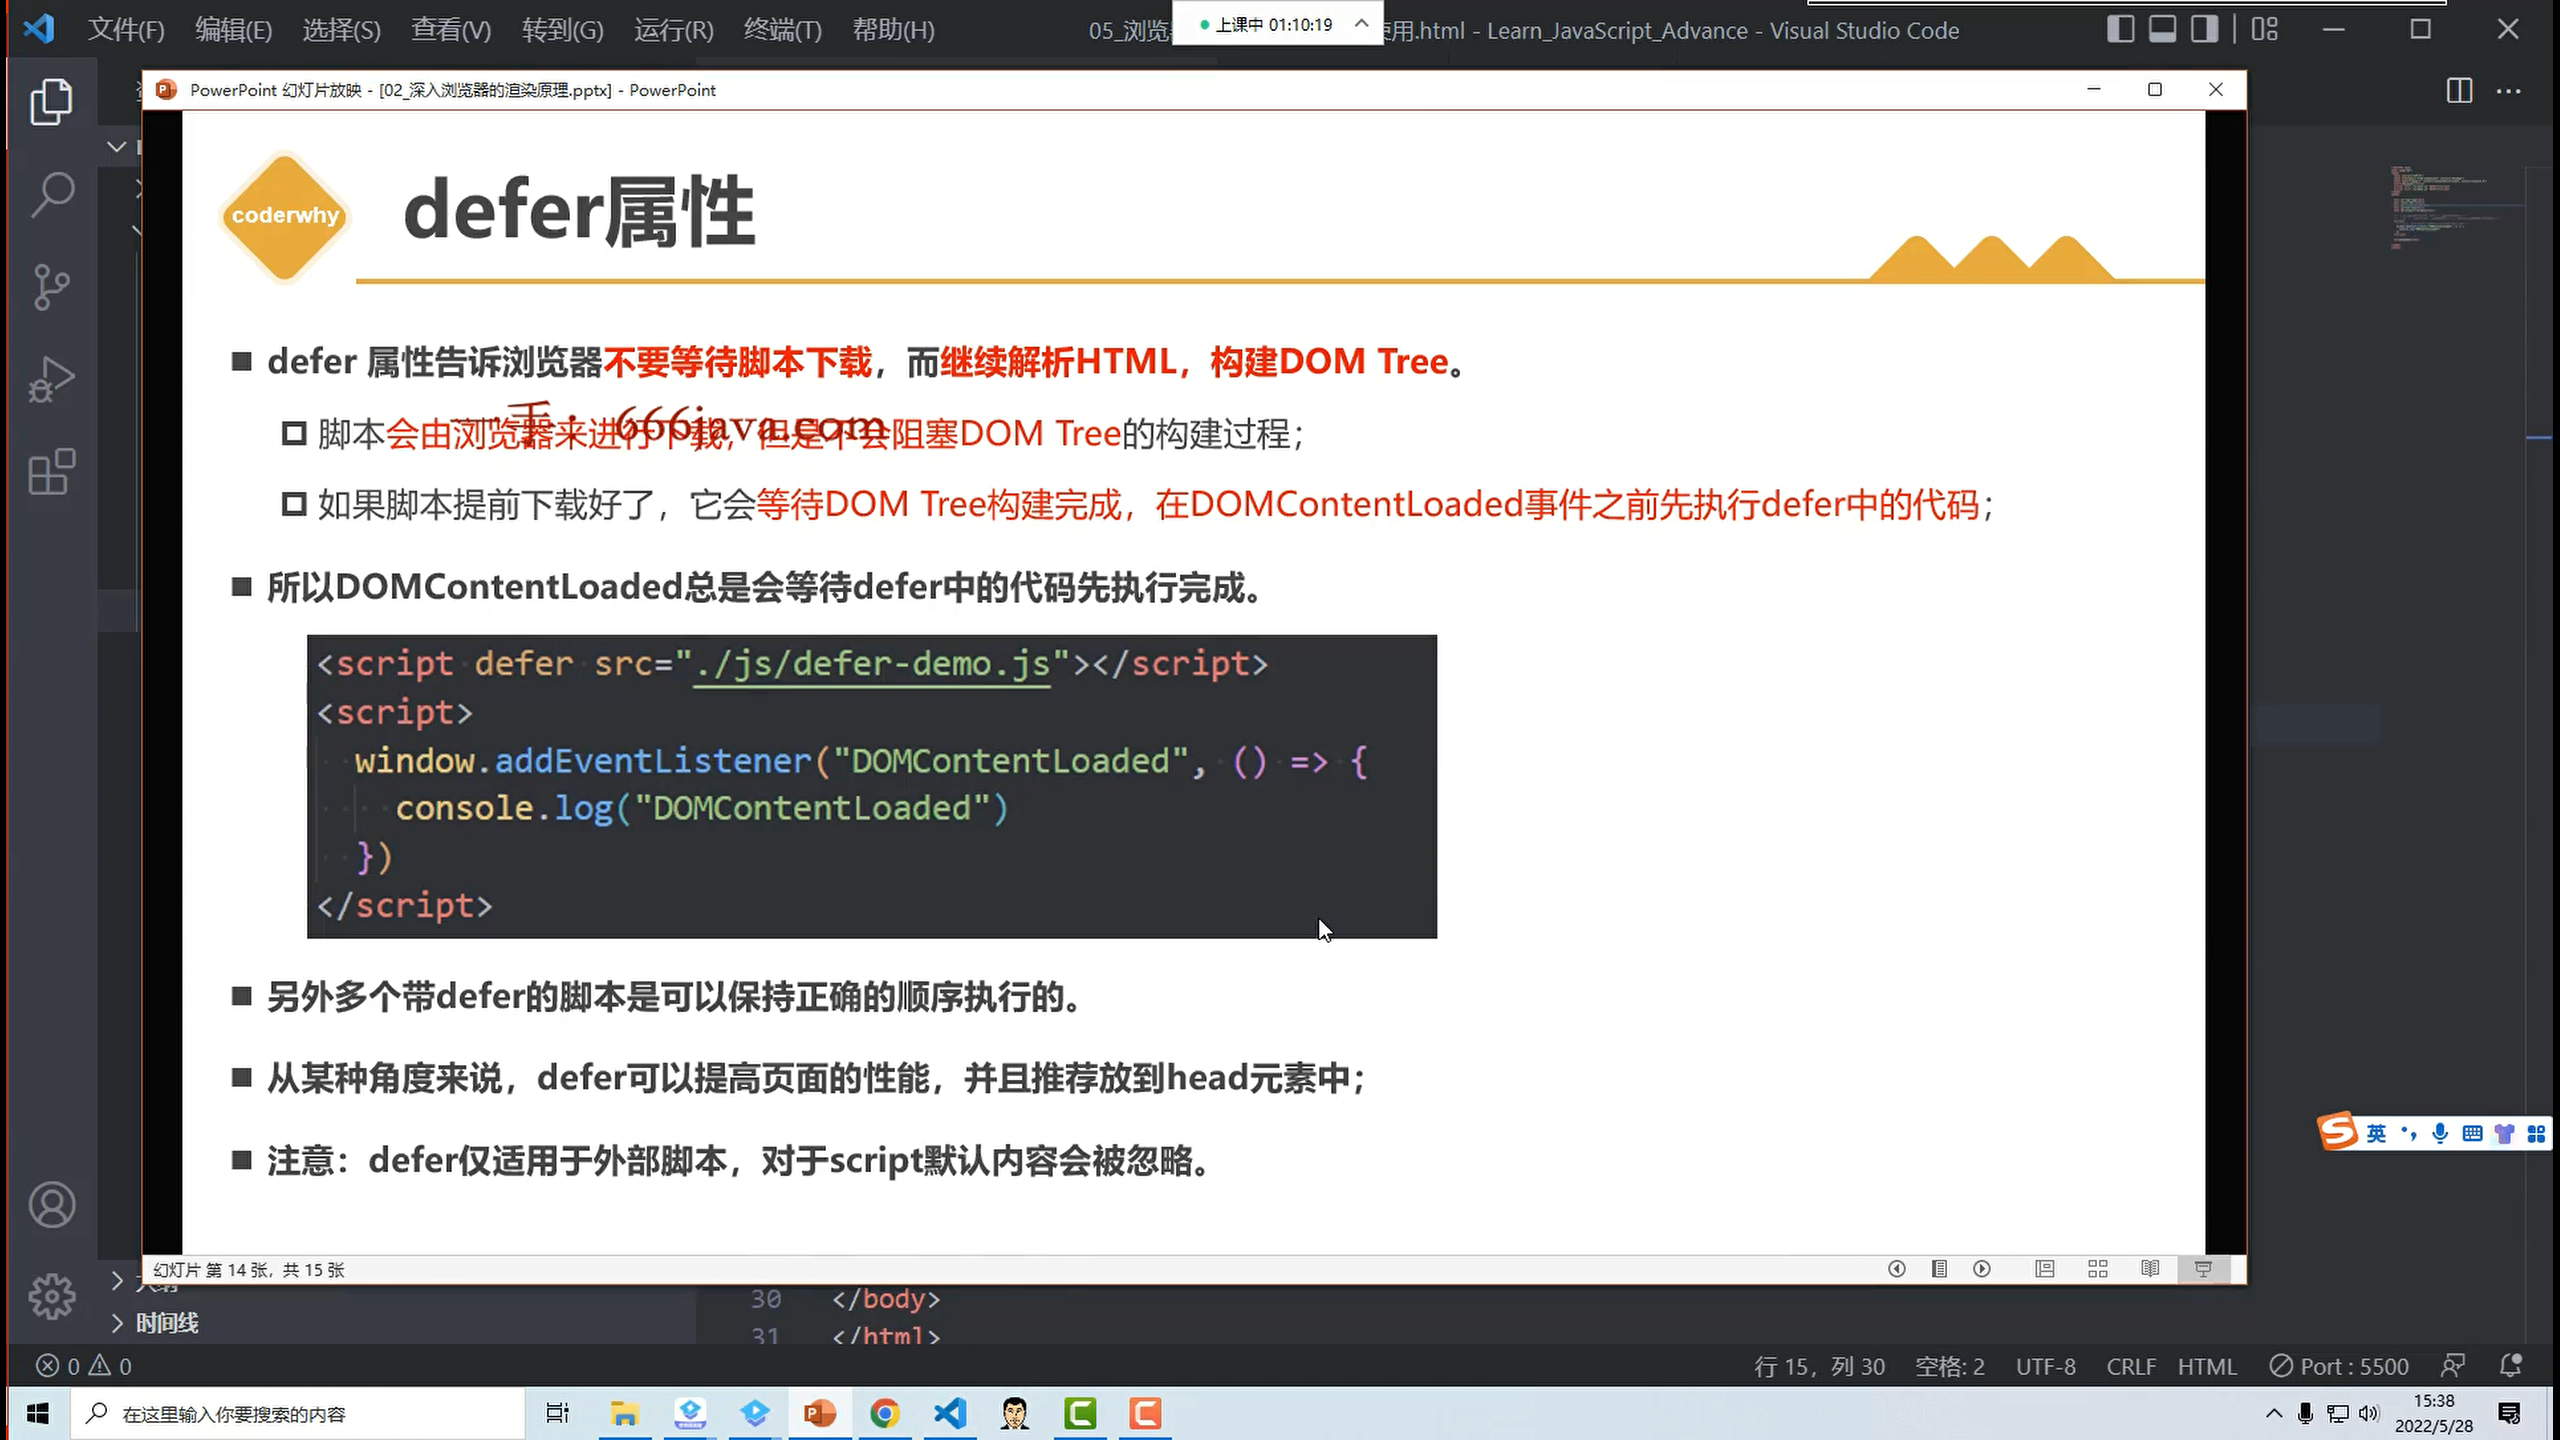 文件(F) 编辑(E) 选择(S) 查看(V) 转到(G) 运行(R) 终端(T) 帮助(H) 05_浏览 上课中 01:10:19 用.html - Learn_JavaScript_Advance - Visual Studio Code
PowerPoint 幻灯片放映 - [02_深入浏览器的渲染原理.pptx] - PowerPoint
coderwhy
defer属性
defer 属性告诉浏览器不要等待脚本下载，而继续解析HTML，构建DOM Tree。
脚本会由浏览器来进行下载，但是不会阻塞DOM Tree的构建过程；
一手： 666java.com
如果脚本提前下载好了，它会等待DOM Tree构建完成，在DOMContentLoaded事件之前先执行defer中的代码；
所以DOMContentLoaded总是会等待defer中的代码先执行完成。
<script defer src="./js/defer-demo.js"></script>
<script>
window.addEventListener("DOMContentLoaded", () => {
console.log("DOMContentLoaded")
})
</script>
另外多个带defer的脚本是可以保持正确的顺序执行的。
从某种角度来说，defer可以提高页面的性能，并且推荐放到head元素中；
注意：defer仅适用于外部脚本，对于script默认内容会被忽略。
英
幻灯片 第 14 张，共 15 张
大纲
30 </body>
时间线
31 </html>
0 0 行 15，列 30 空格: 2 UTF-8 CRLF HTML Port : 5500
在这里输入你要搜索的内容
15:38
2022/5/28